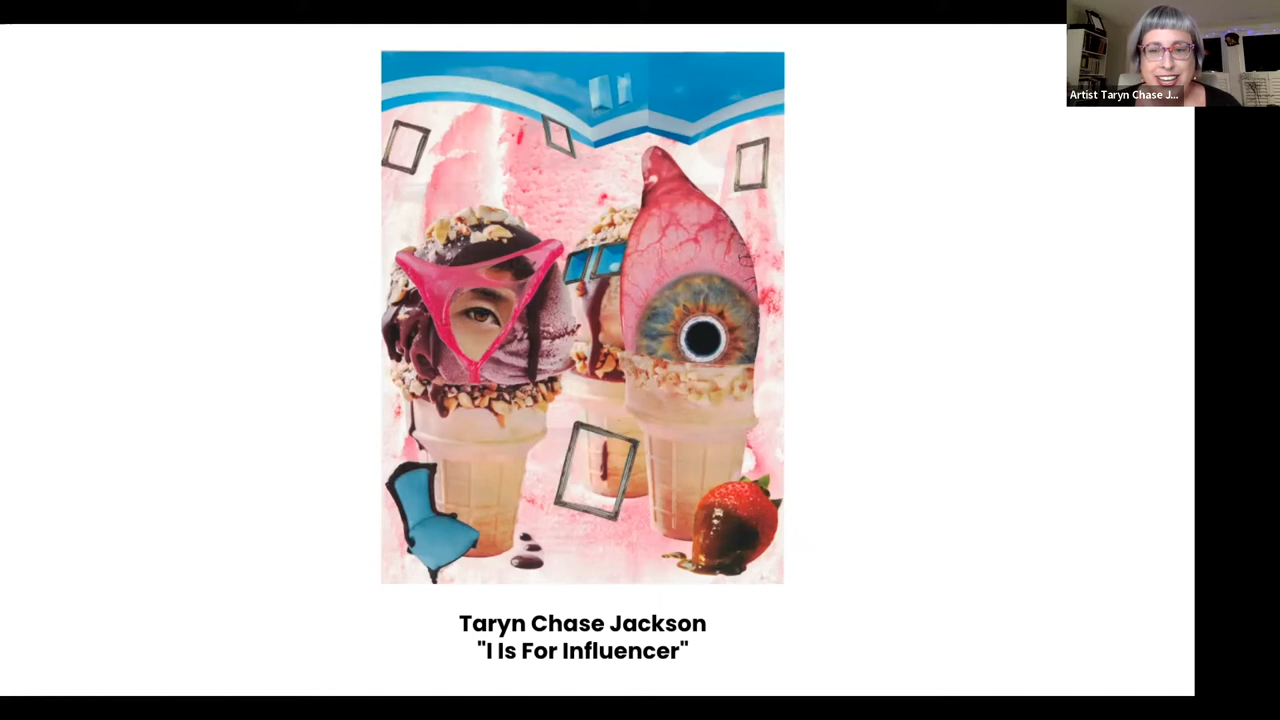 Artist Taryn Chase J...
Taryn Chase Jackson
"I Is For Influencer"